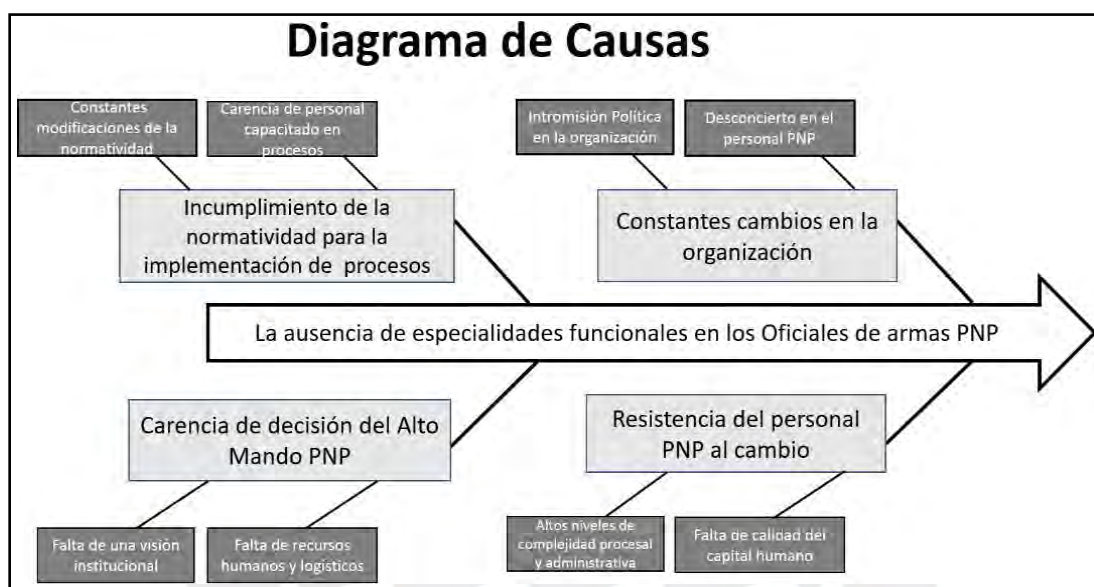 Diagrama de Causas
Constantes
modificaciones de la
normatividad
Carencia de personal
capacitado en
procesos
Intromisión Política
en la organización
Desconcierto en el
personal PNP
Incumplimiento de la
normatividad para la
implementación de procesos
Constantes cambios en la
organización
La ausencia de especialidades funcionales en los Oficiales de armas PNP
Carencia de decisión del Alto
Mando PNP
Resistencia del personal
PNP al cambio
Falta de una visión
institucional
Falta de recursos
humanos y logísticos
Altos niveles de
complejidad procesal
y administrativa
Falta de calidad del
capital humano